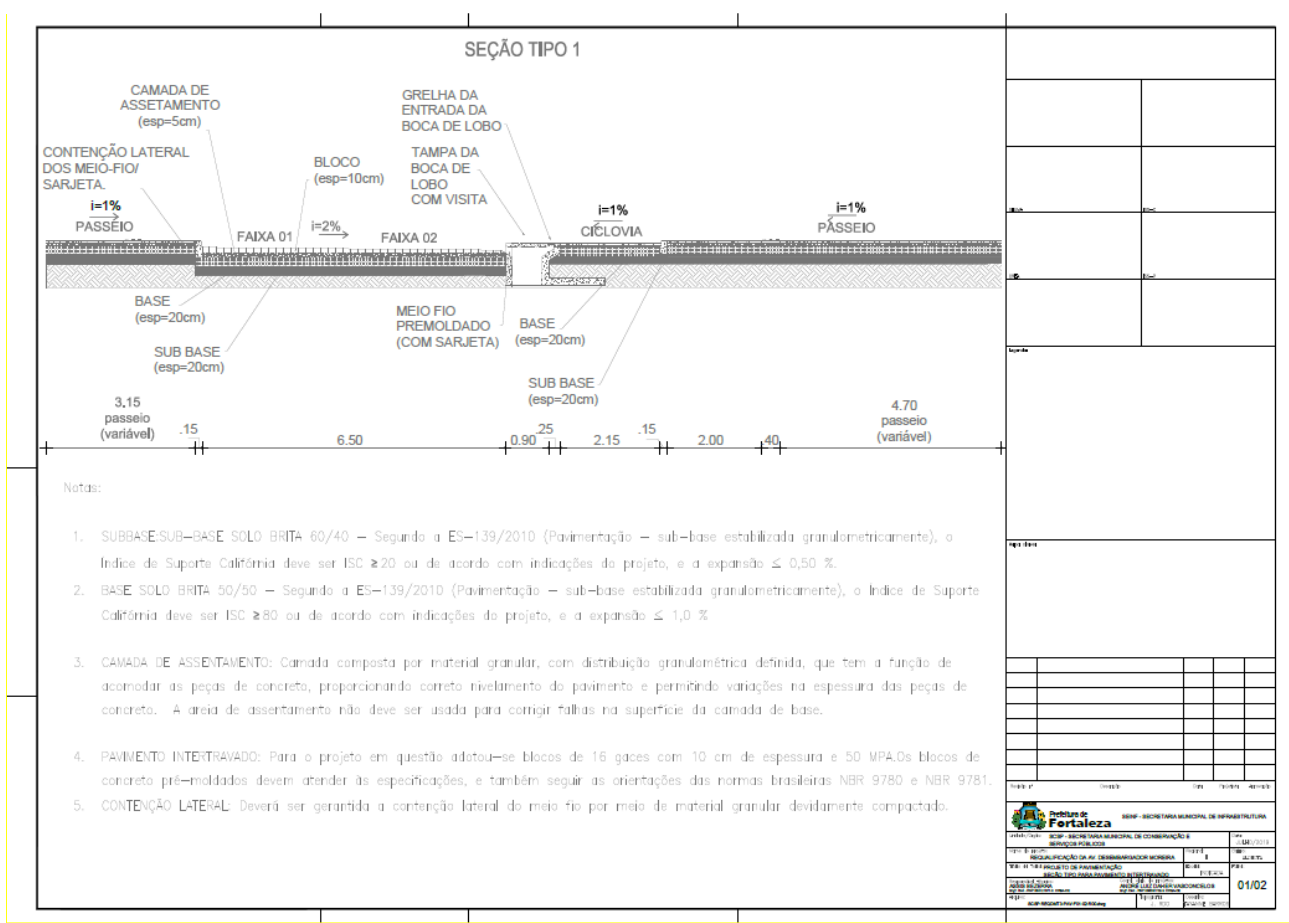 SEÇÃO TIPO 1
CAMADA DE
ASSETAMENTO
(esp=5cm)
GRELHA DA
ENTRADA DA
BOCA DE LOBO
CONTENÇÃO LATERAL
DOS MEIO-FIO/
SARJETA.
BLOCO
(esp=10cm)
TAMPA DA
BOCA DE
LOBO
COM VISITA
i=1%
PASSEIO
FAIXA 01
i=2%
FAIXA 02
i=1%
CICLOVIA
i=1%
PASSEIO
BASE
(esp=20cm)
SUB BASE
(esp=20cm)
MEIO FIO
PREMOLDADO
(COM SARJETA)
BASE
(esp=20cm)
SUB BASE
(esp=20cm)
3.15
passeio
(variável)
.15
6.50
0.90
.25
2.15
.15
2.00
.40
4.70
passeio
(variável)
Notas:
1. SUBBASE:SUB-BASE SOLO BRITA 60/40 – Segundo a ES-139/2010 (Pavimentação – sub-base estabilizada granulometricamente), o
Indice de Suporte Califórnia deve ser ISC ≥20 ou de acordo com indicações do projeto, e a expansão ≤ 0,50 %.
2. BASE SOLO BRITA 50/50 – Segundo a ES-139/2010 (Pavimentação – sub-base estabilizada granulometricamente), o Indice de Suporte
Califórnia deve ser ISC ≥80 ou de acordo com indicações do projeto, e a expansão ≤ 1,0 %
3. CAMADA DE ASSENTAMENTO: Camada composta por material granular, com distribuição granulométrica definida, que tem a função de
acomodar as peças de concreto, proporcionando correto nivelamento do pavimento e permitindo variações na espessura das peças de
concreto. A areia de assentamento não deve ser usada para corrigir falhas na superfície da camada de base.
4. PAVIMENTO INTERTRAVADO: Para o projeto em questão adotou-se blocos de 16 gaces com 10 cm de espessura e 50 MPA.Os blocos de
concreto pré-moldados devem atender às especificações, e também seguir as orientações das normas brasileiras NBR 9780 e NBR 9781.
5. CONTENÇÃO LATERAL: Deverá ser gerantida a contenção lateral do meio fio por meio de material granular devidamente compactado.
Prefeitura de
Fortaleza
SEINF - SECRETARIA MUNICIPAL DE INFRAESTRUTURA
SCSP - SECRETARIA MUNICIPAL DE CONSERVAÇÃO E
SERVIÇOS PÚBLICOS
REQUALIFICAÇÃO DA AV. DESEMBARGADOR MOREIRA
PROJETO DE PAVIMENTAÇÃO
SEÇÃO TIPO PARA PAVIMENTO INTERTRAVADO
ANDRÉ LUIZ DAHER VASCONCELOS
01/02